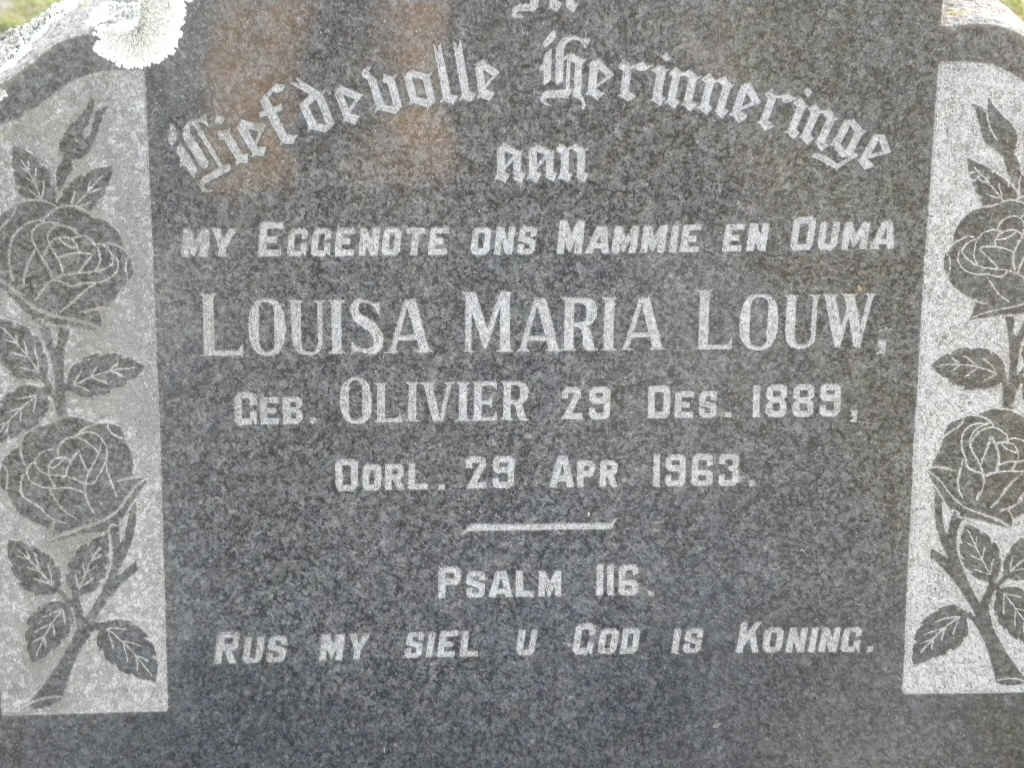 In
Liefdevolle Herinneringe
aan
MY EGGENOTE ONS MAMMIE EN OUMA
LOUISA MARIA LOUW,
GEB. OLIVIER 29 DES. 1889,
OORL. 29 APR 1963.
PSALM 116.
RUS MY SIEL U GOD IS KONING.